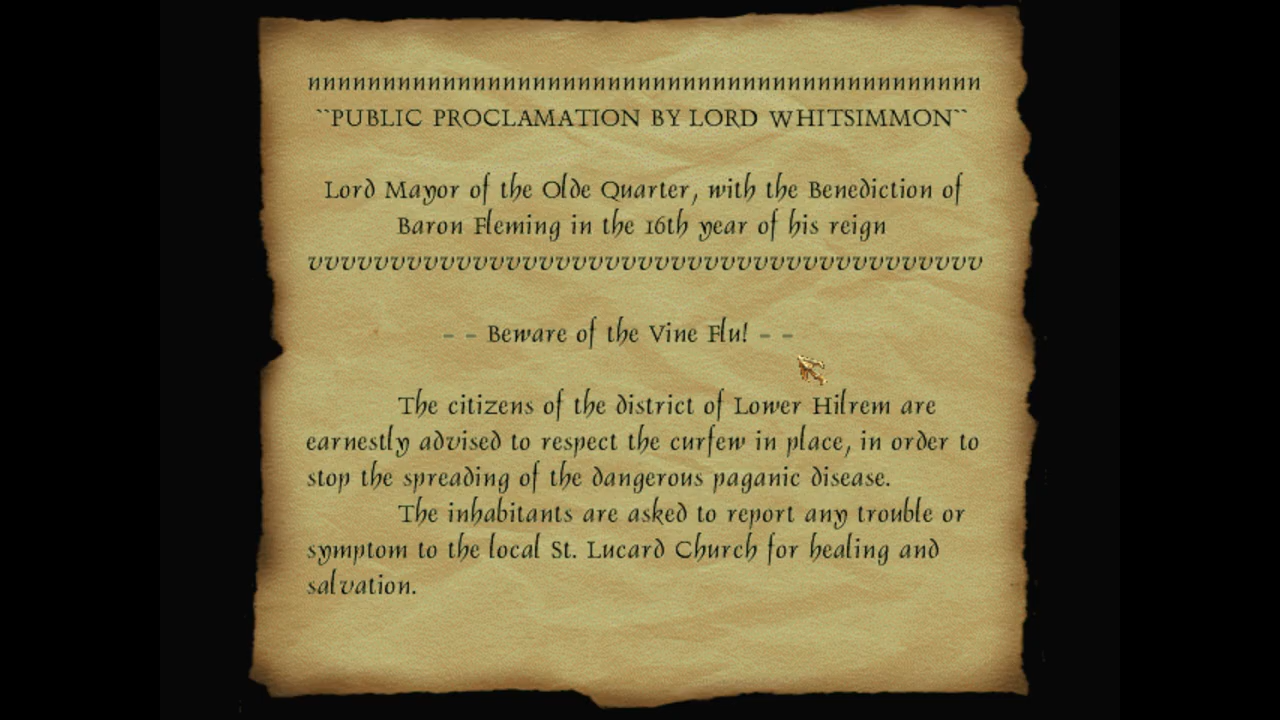 nnnnnnnnnnnnnnnnnnnnnnnnnnnnnnnnnnnnnnnnnnnnn
``PUBLIC PROCLAMATION BY LORD WHITSIMMON``
Lord Mayor of the Olde Quarter, with the Benediction of
Baron Fleming in the 16th year of his reign
vvvvvvvvvvvvvvvvvvvvvvvvvvvvvvvvvvvvvvvvv
- - Beware of the Vine Flu! - -
The citizens of the district of Lower Hilrem are
earnestly advised to respect the curfew in place, in order to
stop the spreading of the dangerous paganic disease.
The inhabitants are asked to report any trouble or
symptom to the local St. Lucard Church for healing and
salvation.